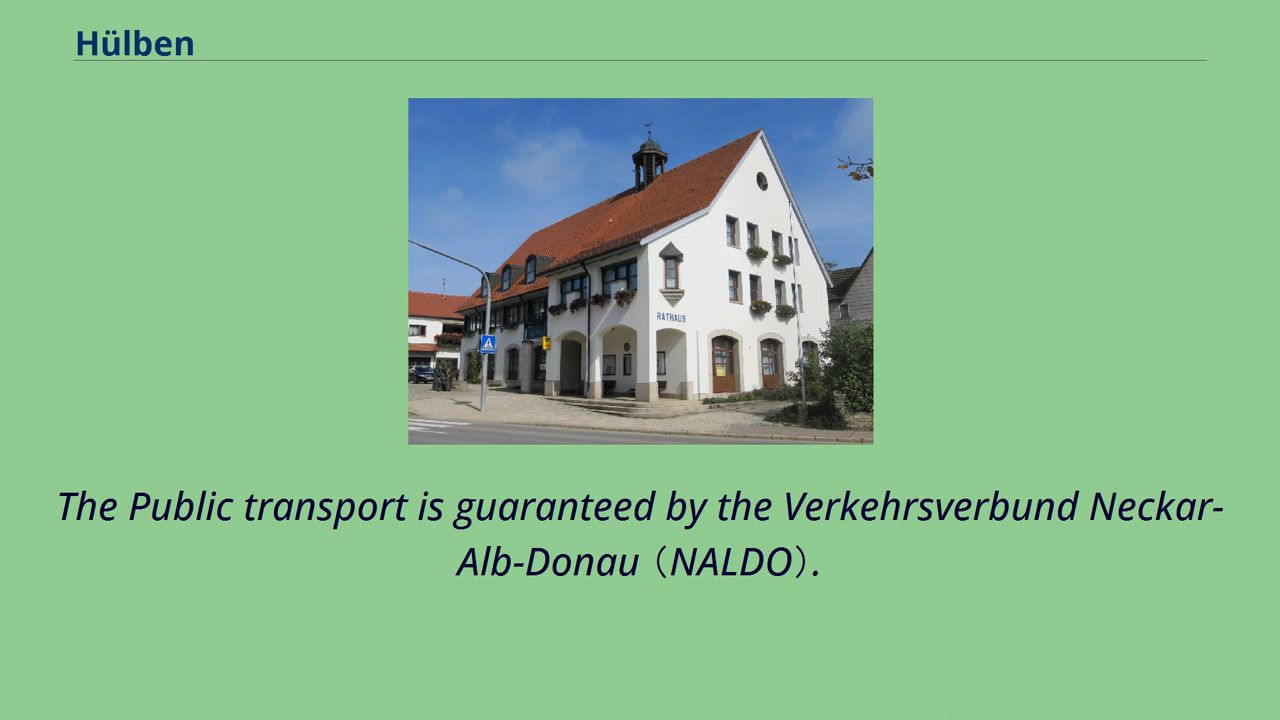 Hülben
RATHAUS
The Public transport is guaranteed by the Verkehrsverbund Neckar-
Alb-Donau（NALDO）.